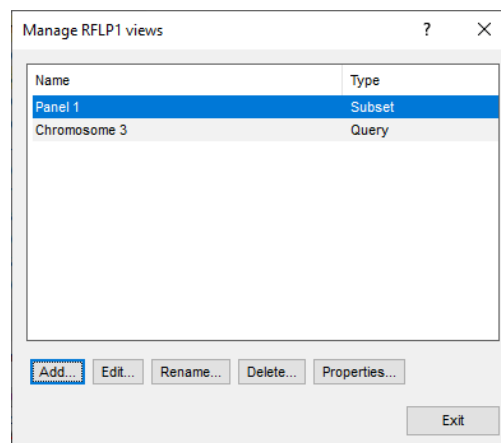 Manage RFLP1 views ? ×
Name Type
Panel 1 Subset
Chromosome 3 Query
Add... Edit... Rename... Delete... Properties...
Exit